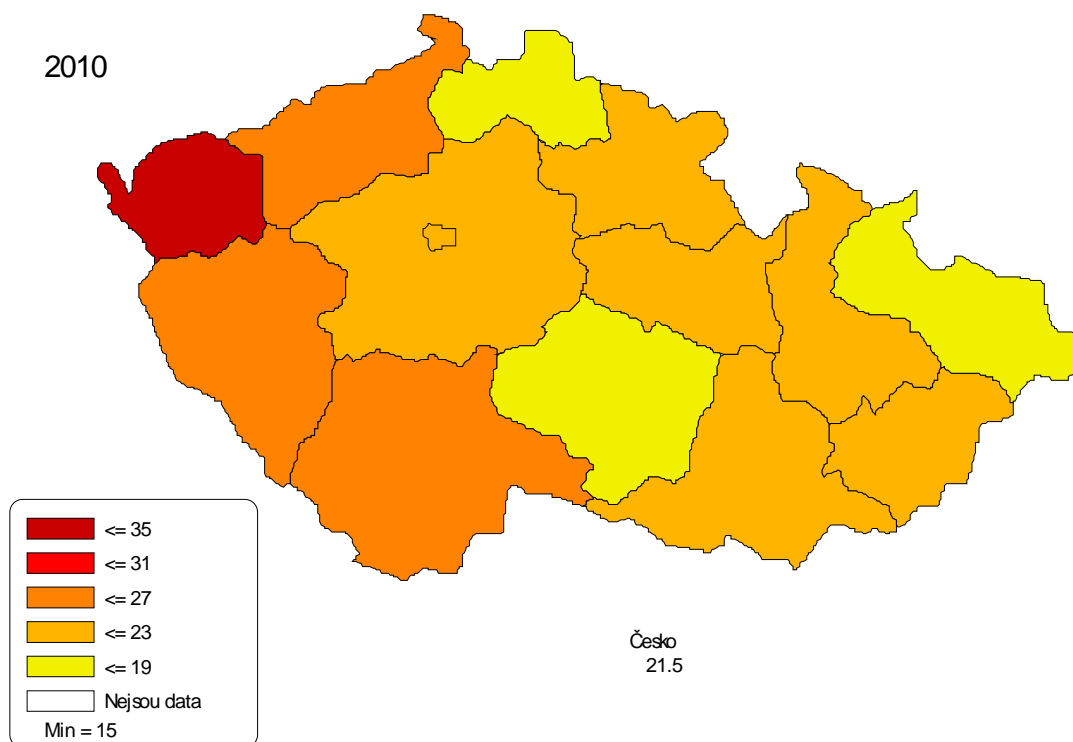 2010
<= 35
<= 31
<= 27
<= 23
<= 19
Nejsou data
Min = 15
Česko
21.5